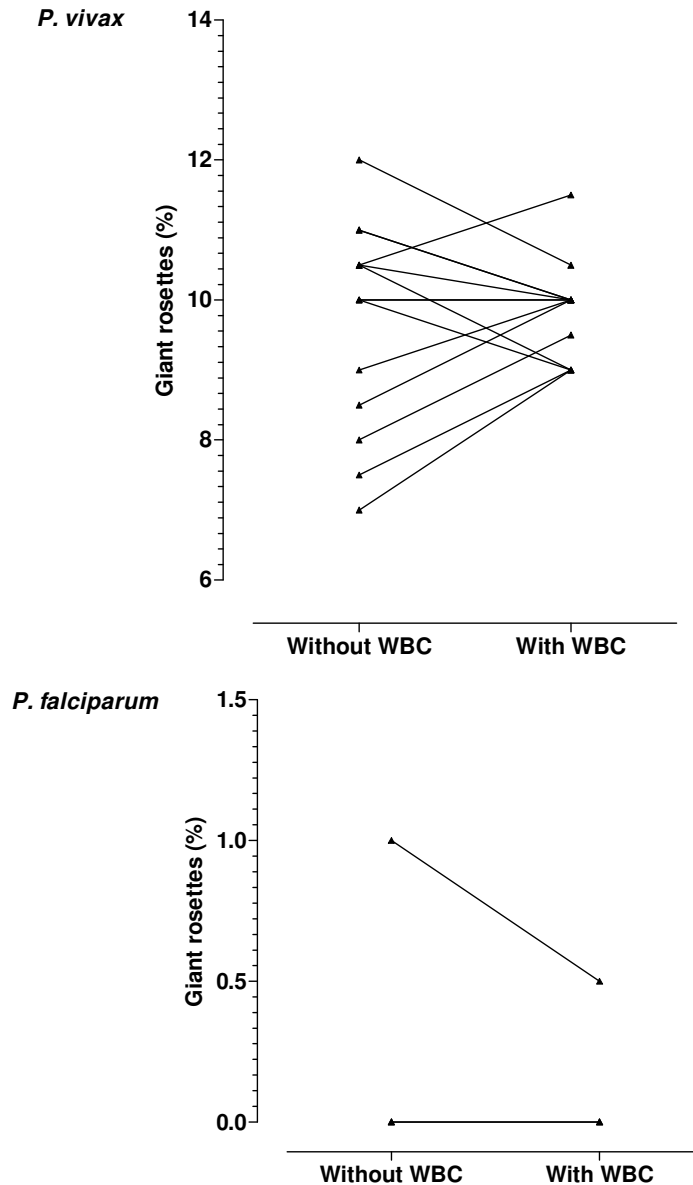 P. vivax
14
12
10
8
6
Giant rosettes (%)
Without WBC With WBC
P. falciparum
1.5
1.0
0.5
0.0
Giant rosettes (%)
Without WBC With WBC